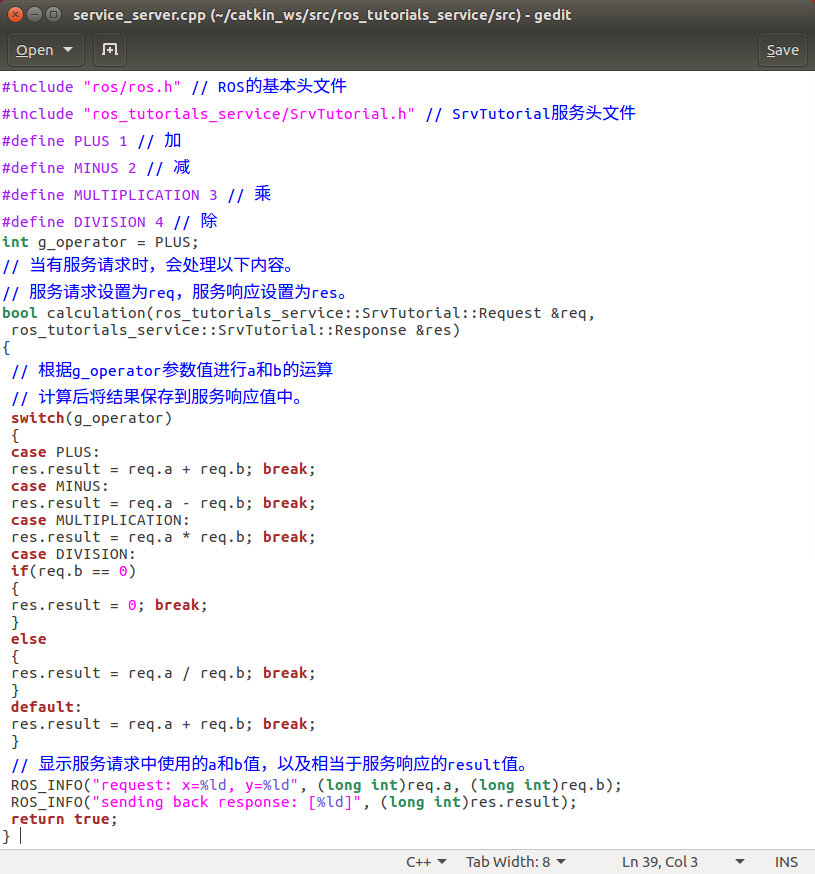 service_server.cpp (~/catkin_ws/src/ros_tutorials_service/src) - gedit
Open
Save
#include "ros/ros.h" // ROS的基本头文件
#include "ros_tutorials_service/SrvTutorial.h" // SrvTutorial服务头文件
#define PLUS 1 // 加
#define MINUS 2 // 减
#define MULTIPLICATION 3 // 乘
#define DIVISION 4 // 除
int g_operator = PLUS;
// 当有服务请求时，会处理以下内容。
// 服务请求设置为req，服务响应设置为res。
bool calculation(ros_tutorials_service::SrvTutorial::Request &req,
 ros_tutorials_service::SrvTutorial::Response &res)
{
 // 根据g_operator参数值进行a和b的运算
 // 计算后将结果保存到服务响应值中。
 switch(g_operator)
 {
 case PLUS:
 res.result = req.a + req.b; break;
 case MINUS:
 res.result = req.a - req.b; break;
 case MULTIPLICATION:
 res.result = req.a * req.b; break;
 case DIVISION:
 if(req.b == 0)
 {
 res.result = 0; break;
 }
 else
 {
 res.result = req.a / req.b; break;
 }
 default:
 res.result = req.a + req.b; break;
 }
 // 显示服务请求中使用的a和b值，以及相当于服务响应的result值。
 ROS_INFO("request: x=%ld, y=%ld", (long int)req.a, (long int)req.b);
 ROS_INFO("sending back response: [%ld]", (long int)res.result);
 return true;
}
C++ Tab Width: 8 Ln 39, Col 3 INS